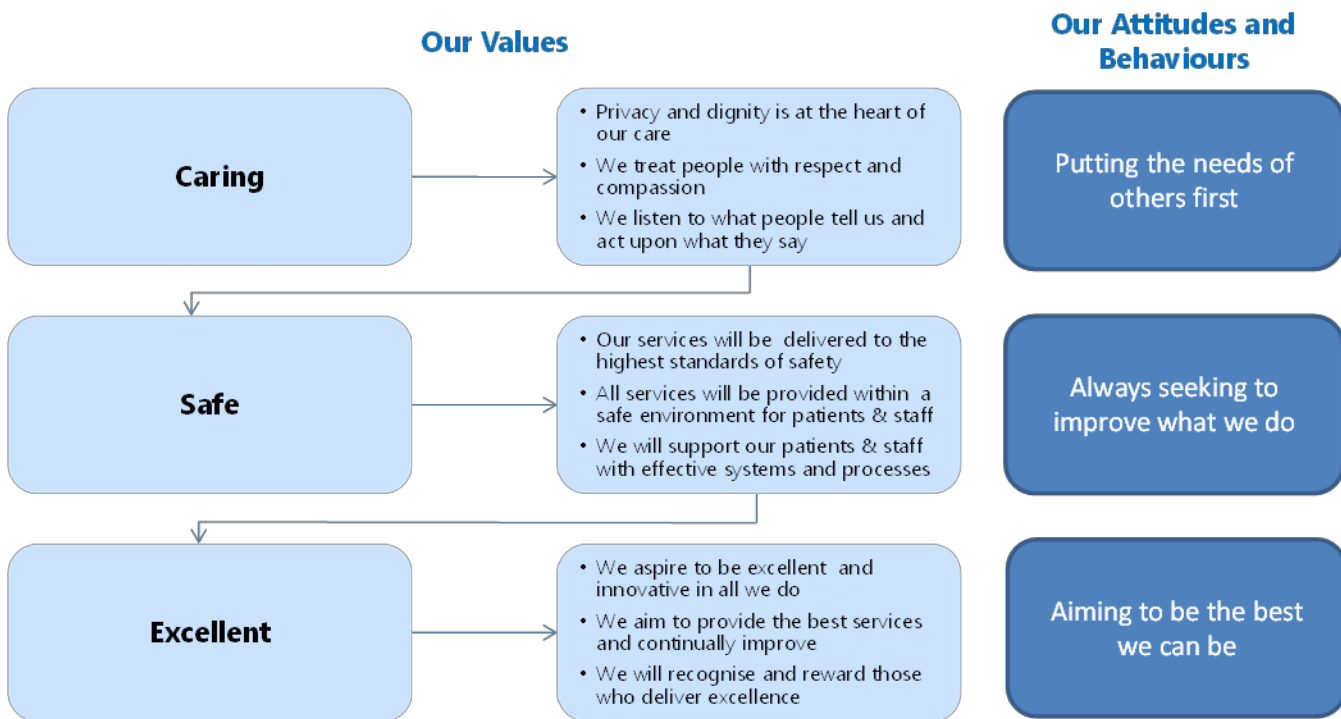 Our Values
Our Attitudes and
Behaviours
Caring
• Privacy and dignity is at the heart of
our care
• We treat people with respect and
compassion
• We listen to what people tell us and
act upon what they say
Putting the needs of
others first
Safe
• Our services will be delivered to the
highest standards of safety
• All services will be provided within a
safe environment for patients & staff
• We will support our patients & staff
with effective systems and processes
Always seeking to
improve what we do
Excellent
• We aspire to be excellent and
innovative in all we do
• We aim to provide the best services
and continually improve
• We will recognise and reward those
who deliver excellence
Aiming to be the best
we can be